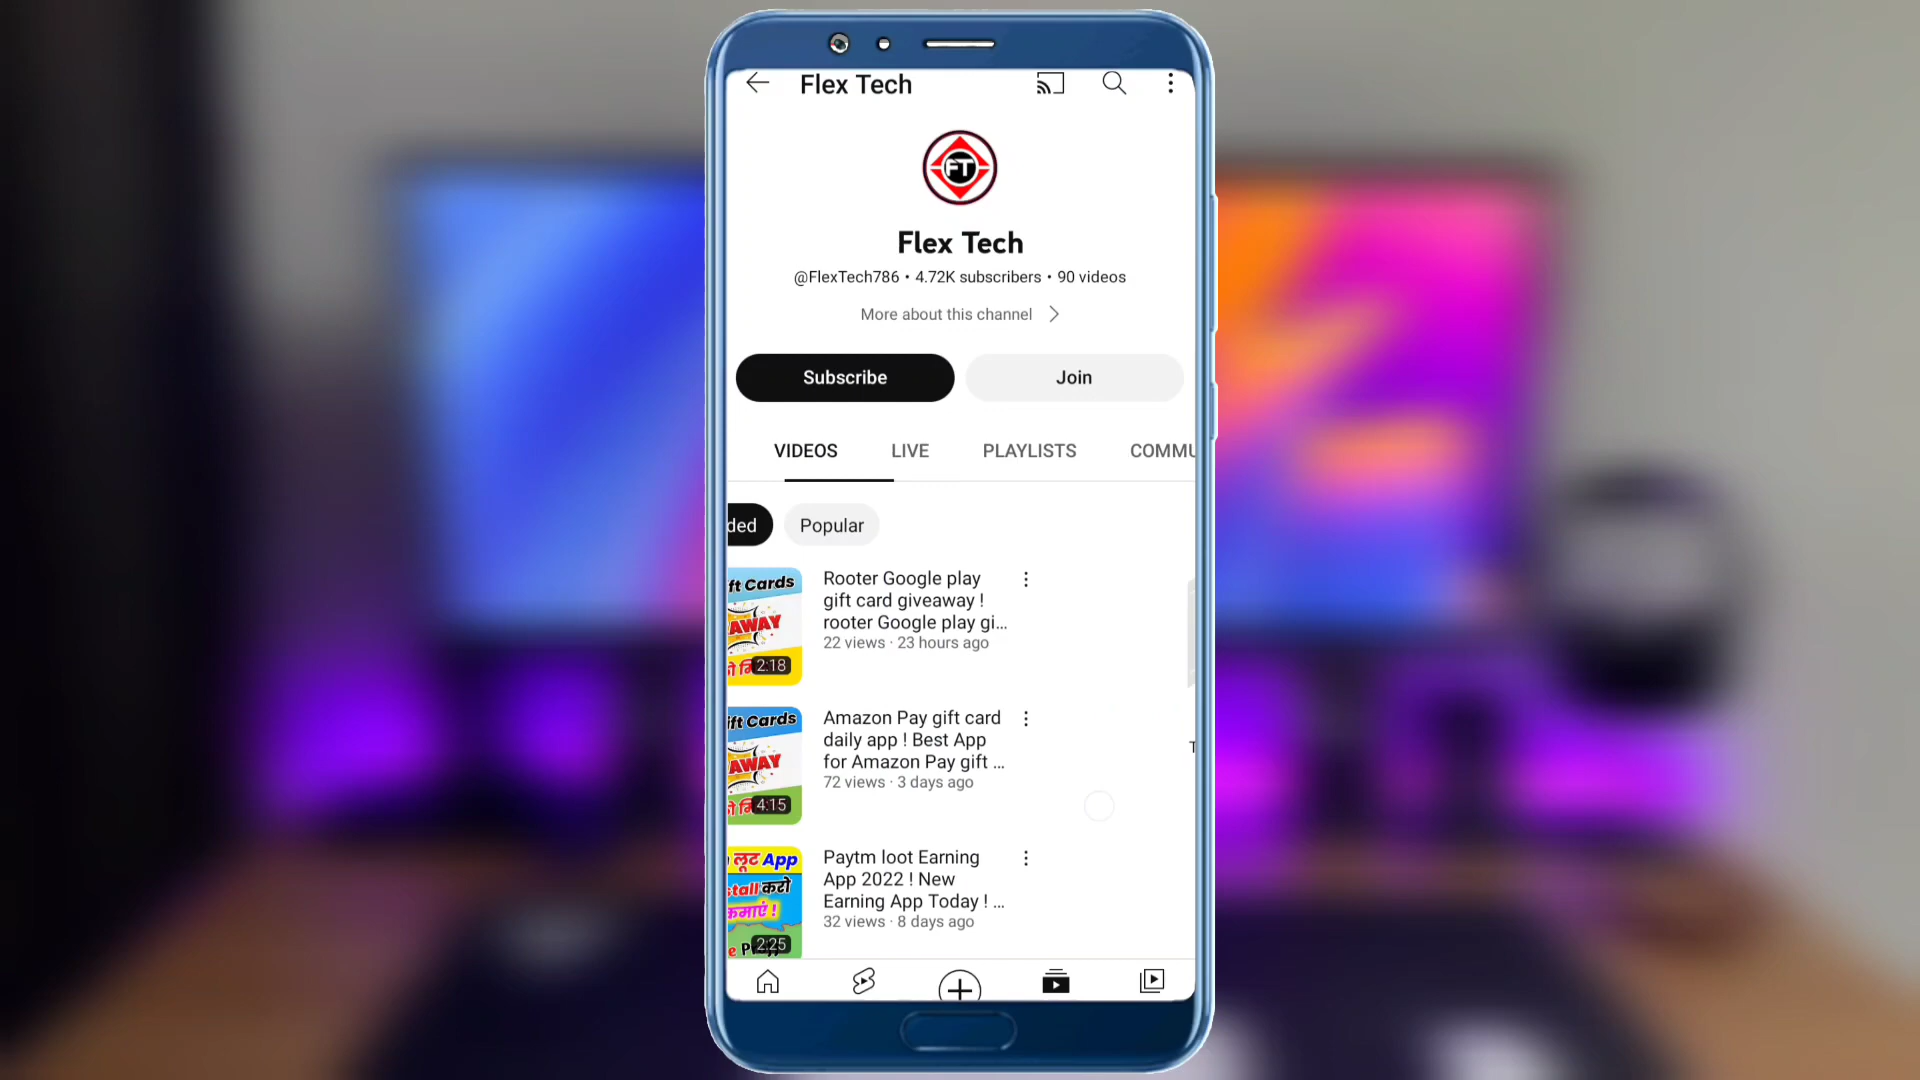 Flex Tech
FT
Flex Tech
@FlexTech786 • 4.72K subscribers • 90 videos
More about this channel
Subscribe
Join
VIDEOS
LIVE
PLAYLISTS
COMMU
ded
Popular
ft Cards
AWAY
2:18
Rooter Google play
gift card giveaway !
rooter Google play gi...
22 views · 23 hours ago
ift Cards
AWAY
4:15
Amazon Pay gift card
daily app ! Best App
for Amazon Pay gift ...
72 views · 3 days ago
लूट App
stall करो
कमाएं !
2:25
Paytm loot Earning
App 2022 ! New
Earning App Today ! ...
32 views · 8 days ago